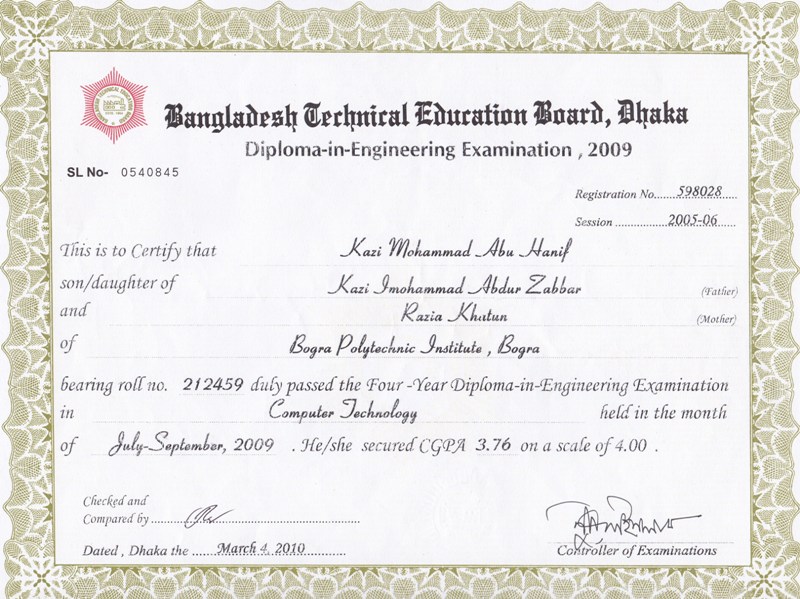 Bangladesh Technical Education Board, Dhaka
Diploma-in-Engineering Examination , 2009
SL No- 0540845
Registration No. 598028
Session 2005-06
This is to Certify that Kazi Mohammad Abu Hanif
son/daughter of Kazi Imohammad Abdur Zabbar (Father)
and Razia Khatun (Mother)
of Bogra Polytechnic Institute , Bogra
bearing roll no. 212459 duly passed the Four -Year Diploma-in-Engineering Examination
in Computer Technology held in the month
of July-September, 2009 . He/she secured CGPA 3.76 on a scale of 4.00 .
Checked and
Compared by
Dated , Dhaka the March 4, 2010
Controller of Examinations